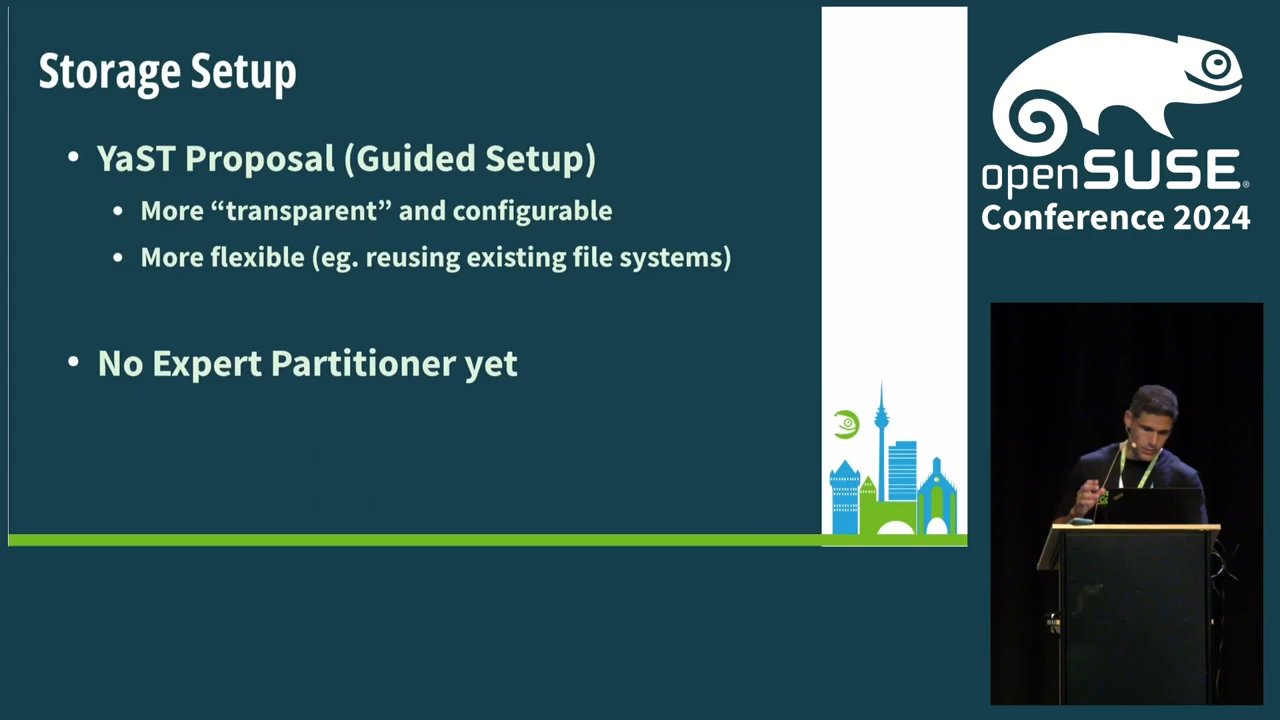 Storage Setup
• YaST Proposal (Guided Setup)
• More “transparent” and configurable
• More flexible (eg. reusing existing file systems)
• No Expert Partitioner yet
openSUSE®
Conference 2024